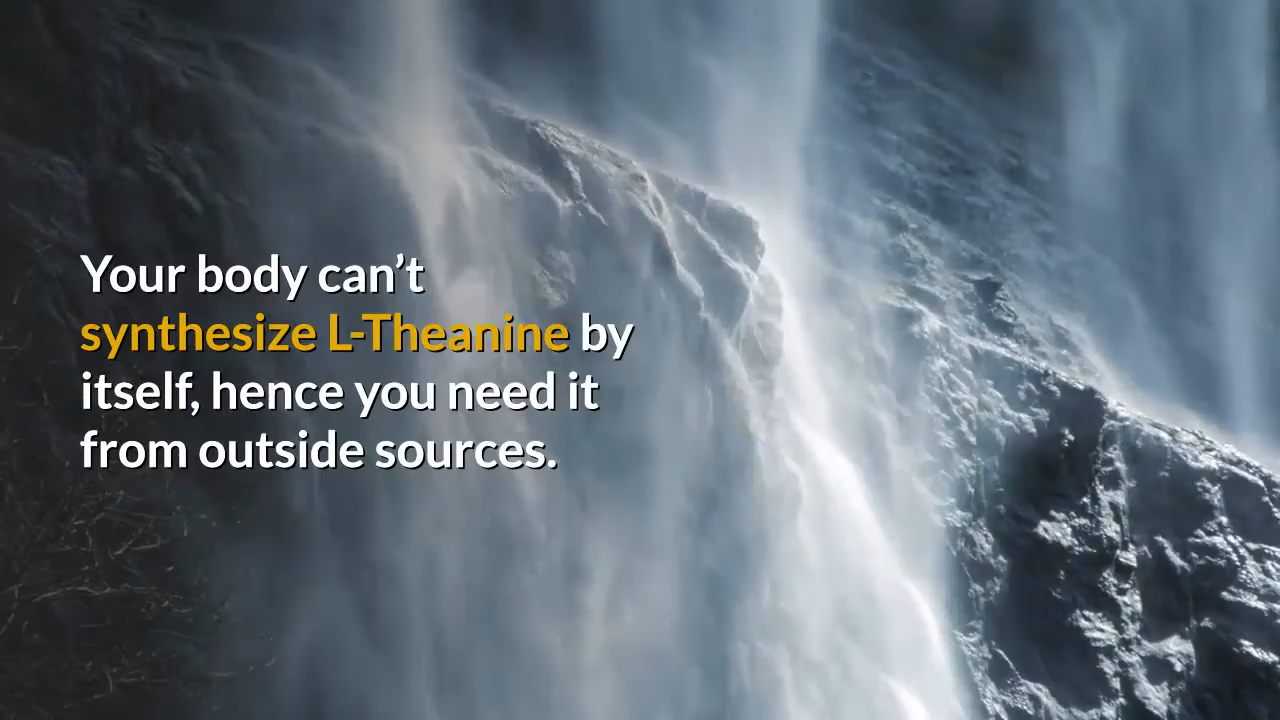 Your body can’t
synthesize L-Theanine by
itself, hence you need it
from outside sources.